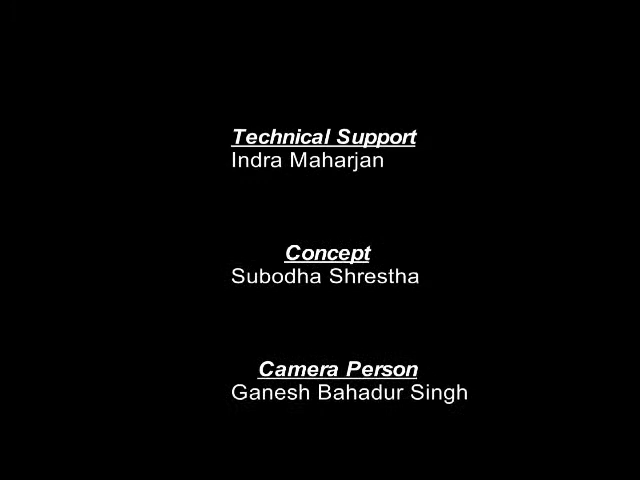 Technical Support
Indra Maharjan
Concept
Subodha Shrestha
Camera Person
Ganesh Bahadur Singh